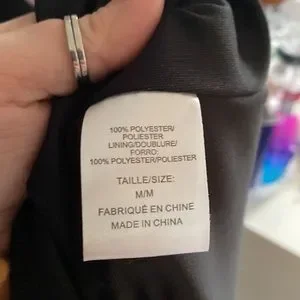 100% POLYESTER/
POLIESTER
LINING/DOUBLURE/
FORRO:
100% POLYESTER/POLIESTER
TAILLE/SIZE:
M/M
FABRIQUÉ EN CHINE
MADE IN CHINA